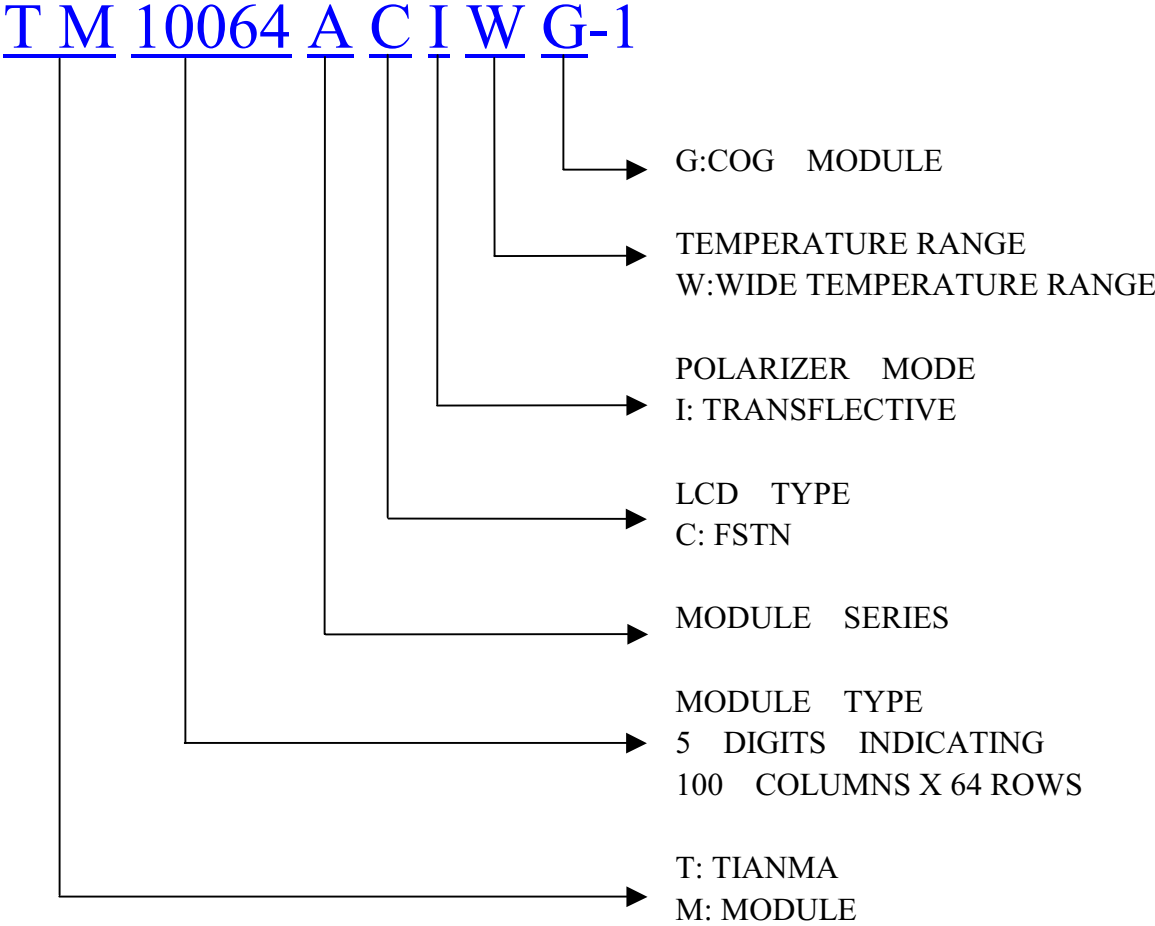 T M 10064 A C I W G-1
G:COG MODULE
TEMPERATURE RANGE
W:WIDE TEMPERATURE RANGE
POLARIZER MODE
I: TRANSFLECTIVE
LCD TYPE
C: FSTN
MODULE SERIES
MODULE TYPE
5 DIGITS INDICATING
100 COLUMNS X 64 ROWS
T: TIANMA
M: MODULE